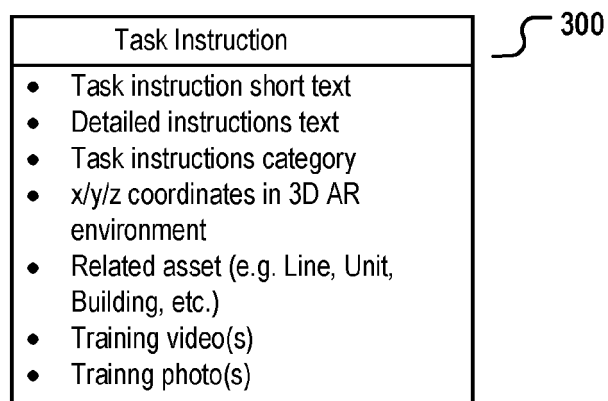 300
Task Instruction
• Task instruction short text
• Detailed instructions text
• Task instructions category
• x/y/z coordinates in 3D AR
environment
• Related asset (e.g. Line, Unit,
Building, etc.)
• Training video(s)
• Trainng photo(s)